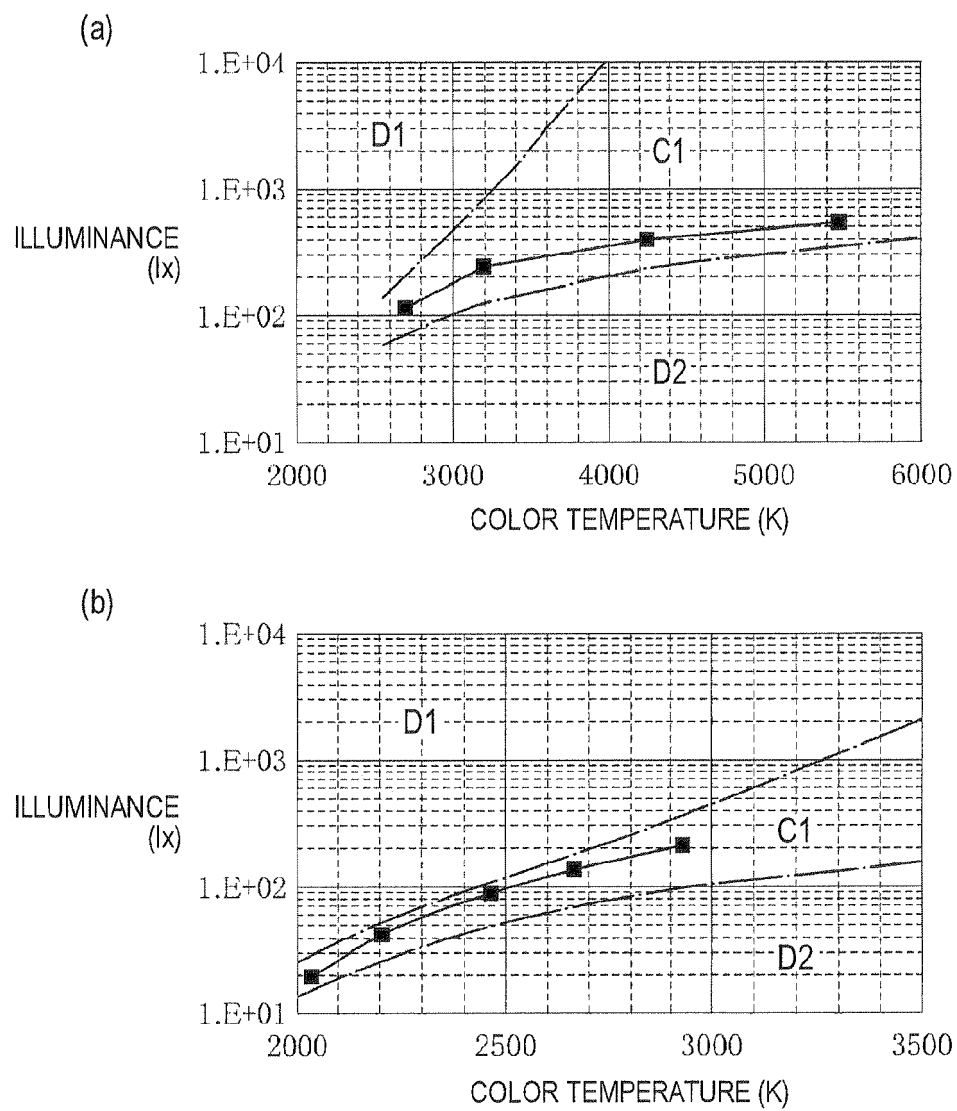 (a)
1.E+04
D1
C1
1.E+03
ILLUMINANCE
(lx)
1.E+02
D2
1.E+01
2000 3000 4000 5000 6000
COLOR TEMPERATURE (K)
(b)
1.E+04
D1
1.E+03
ILLUMINANCE
(lx)
C1
1.E+02
D2
1.E+01
2000 2500 3000 3500
COLOR TEMPERATURE (K)